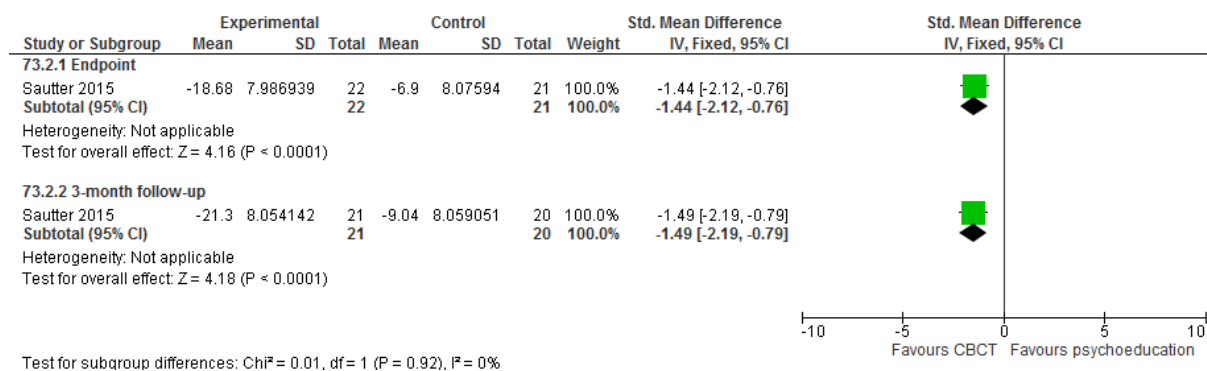 Experimental Control Std. Mean Difference Std. Mean Difference
Study or Subgroup Mean SD Total Mean SD Total Weight IV, Fixed, 95% CI IV, Fixed, 95% CI
73.2.1 Endpoint
Sautter 2015 -18.68 7.986939 22 -6.9 8.07594 21 100.0% -1.44 [-2.12, -0.76]
Subtotal (95% CI) 22 21 100.0% -1.44 [-2.12, -0.76]
Heterogeneity: Not applicable
Test for overall effect: Z = 4.16 (P < 0.0001)
73.2.2 3-month follow-up
Sautter 2015 -21.3 8.054142 21 -9.04 8.059051 20 100.0% -1.49 [-2.19, -0.79]
Subtotal (95% CI) 21 20 100.0% -1.49 [-2.19, -0.79]
Heterogeneity: Not applicable
Test for overall effect: Z = 4.18 (P < 0.0001)
-10 -5 0 5 10
Favours CBCT Favours psychoeducation
Test for subgroup differences: Chi² = 0.01, df = 1 (P = 0.92), I² = 0%